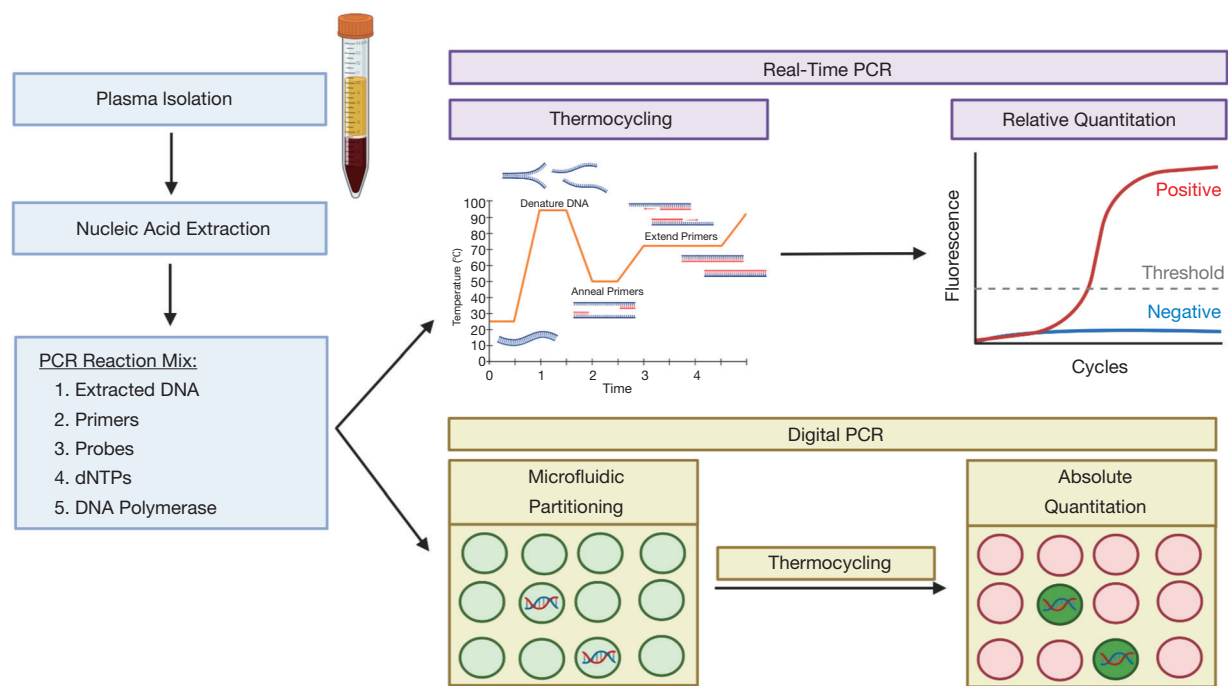 Plasma Isolation
Nucleic Acid Extraction
PCR Reaction Mix:
1. Extracted DNA
2. Primers
3. Probes
4. dNTPs
5. DNA Polymerase
Real-Time PCR
Thermocycling
Temperature (°C)
100
90
80
70
60
50
40
30
20
10
0
Denature DNA
Anneal Primers
Extend Primers
0
1
2
3
4
Time
Relative Quantitation
Fluorescence
Positive
Threshold
Negative
Cycles
Digital PCR
Microfluidic
Partitioning
Thermocycling
Absolute
Quantitation